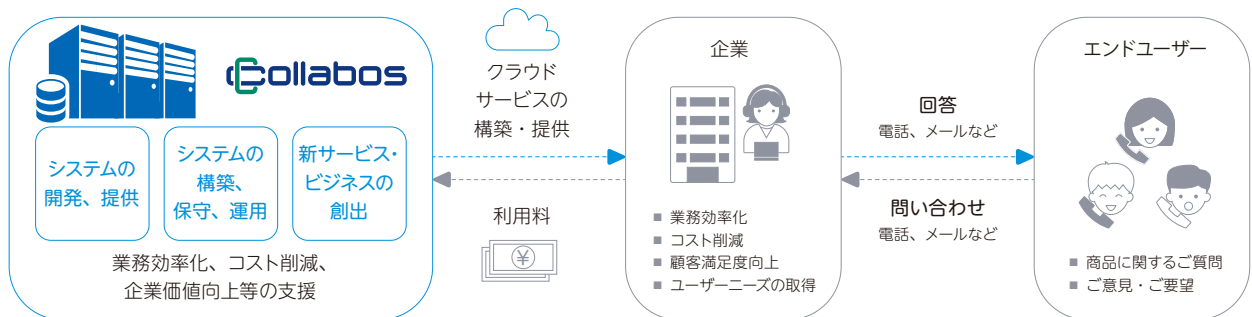 Collabos
システムの
開発、提供
システムの
構築、
保守、運用
新サービス・
ビジネスの
創出
業務効率化、コスト削減、
企業価値向上等の支援
クラウド
サービスの
構築・提供
利用料
¥
企業
■ 業務効率化
■ コスト削減
■ 顧客満足度向上
■ ユーザーニーズの取得
回答
電話、メールなど
問い合わせ
電話、メールなど
エンドユーザー
■ 商品に関するご質問
■ ご意見・ご要望